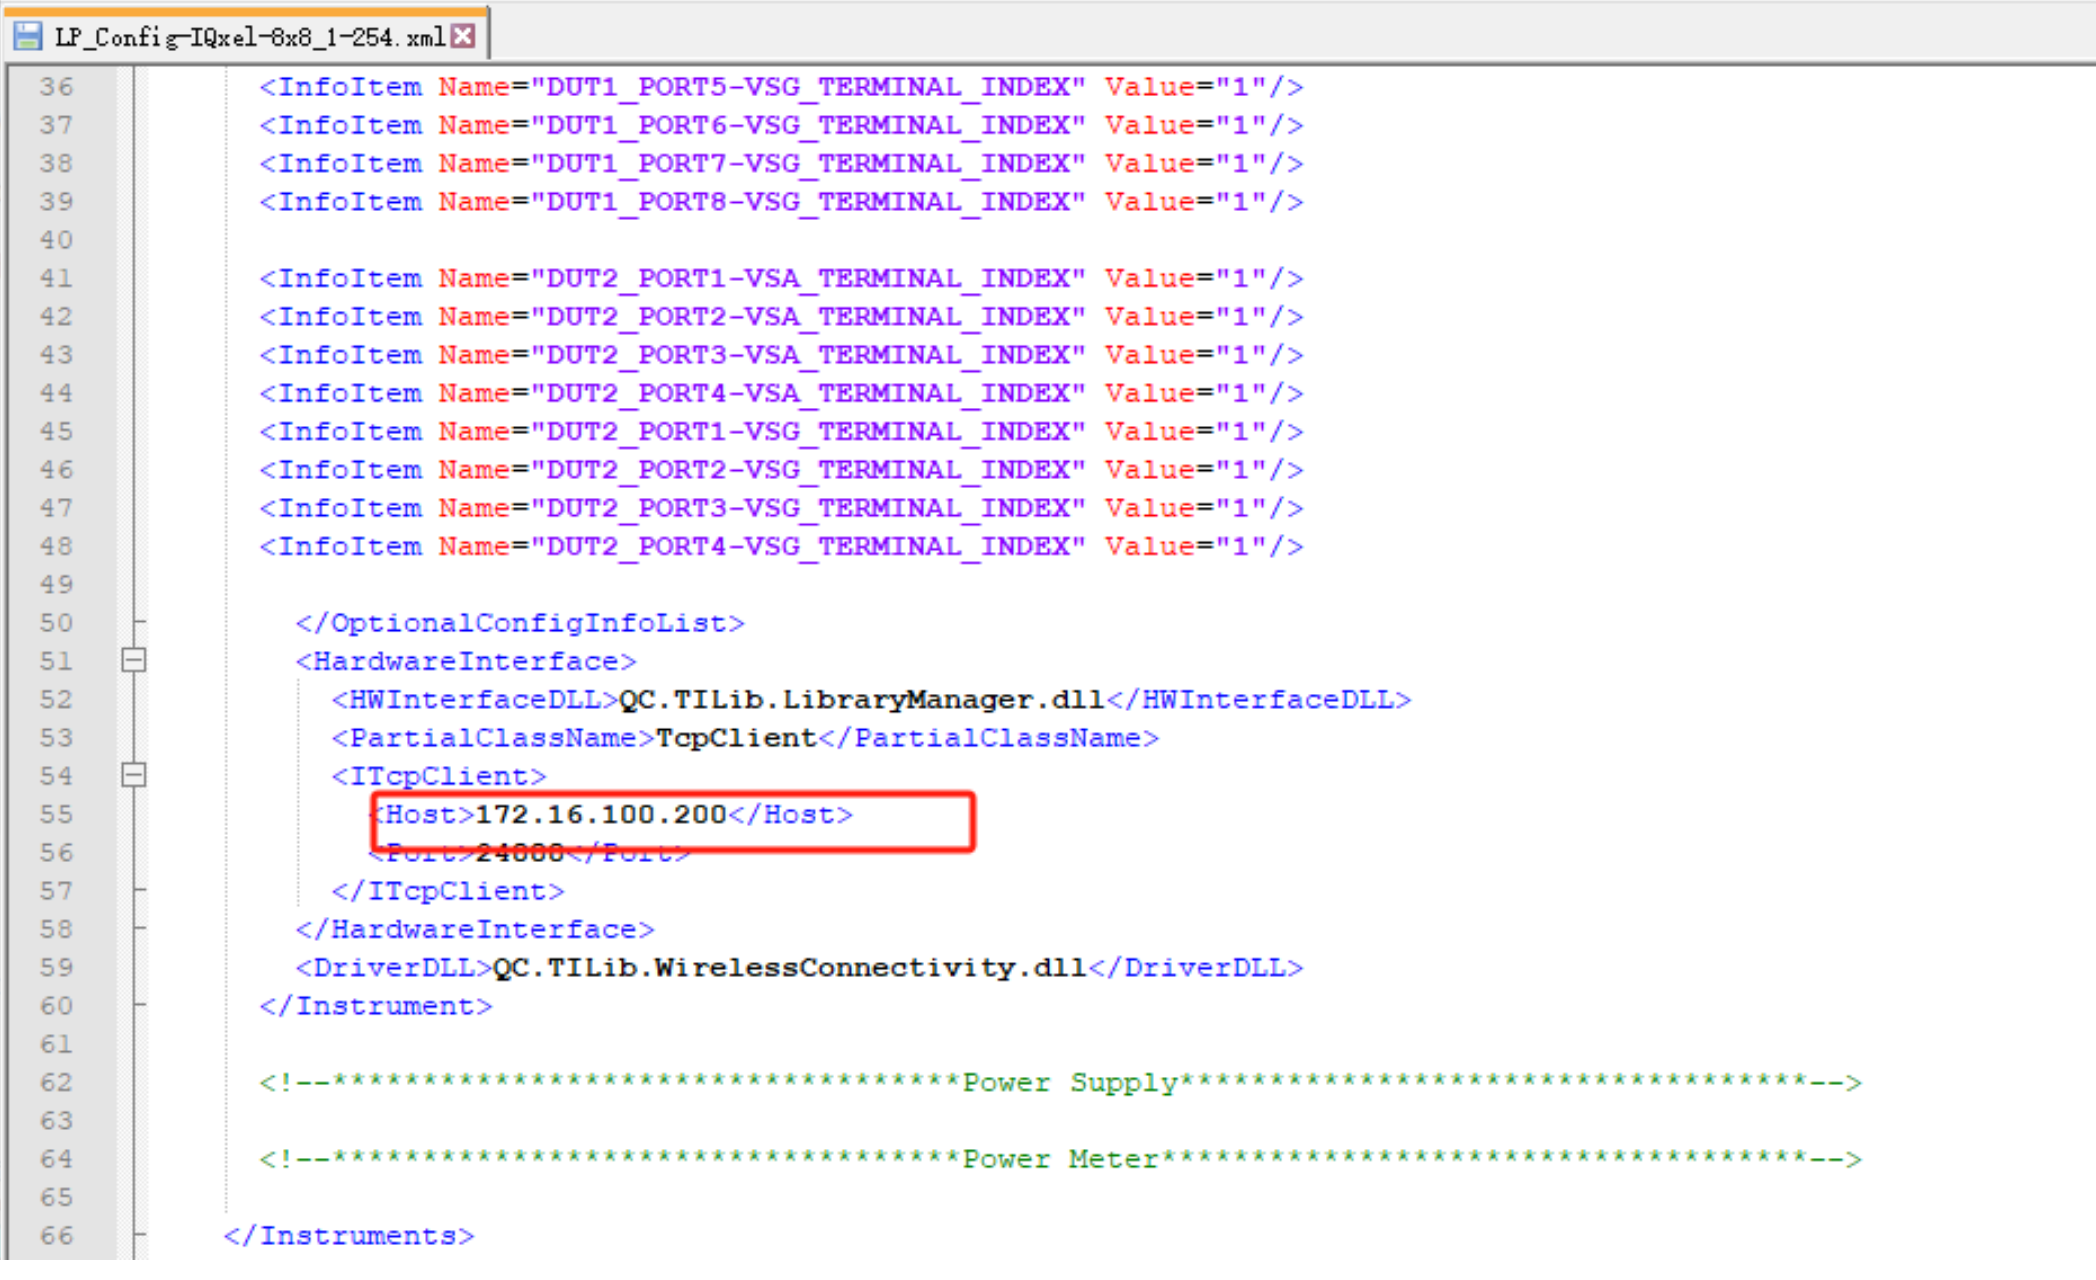 LP_Config-IQxel-8x8_1-254.xml
36 <InfoItem Name="DUT1_PORT5-VSG_TERMINAL_INDEX" Value="1"/>
37 <InfoItem Name="DUT1_PORT6-VSG_TERMINAL_INDEX" Value="1"/>
38 <InfoItem Name="DUT1_PORT7-VSG_TERMINAL_INDEX" Value="1"/>
39 <InfoItem Name="DUT1_PORT8-VSG_TERMINAL_INDEX" Value="1"/>
40
41 <InfoItem Name="DUT2_PORT1-VSA_TERMINAL_INDEX" Value="1"/>
42 <InfoItem Name="DUT2_PORT2-VSA_TERMINAL_INDEX" Value="1"/>
43 <InfoItem Name="DUT2_PORT3-VSA_TERMINAL_INDEX" Value="1"/>
44 <InfoItem Name="DUT2_PORT4-VSA_TERMINAL_INDEX" Value="1"/>
45 <InfoItem Name="DUT2_PORT1-VSG_TERMINAL_INDEX" Value="1"/>
46 <InfoItem Name="DUT2_PORT2-VSG_TERMINAL_INDEX" Value="1"/>
47 <InfoItem Name="DUT2_PORT3-VSG_TERMINAL_INDEX" Value="1"/>
48 <InfoItem Name="DUT2_PORT4-VSG_TERMINAL_INDEX" Value="1"/>
49
50 </OptionalConfigInfoList>
51 <HardwareInterface>
52 <HWInterfaceDLL>QC.TILib.LibraryManager.dll</HWInterfaceDLL>
53 <PartialClassName>TcpClient</PartialClassName>
54 <ITcpClient>
55 <Host>172.16.100.200</Host>
56 <Port>24000</Port>
57 </ITcpClient>
58 </HardwareInterface>
59 <DriverDLL>QC.TILib.WirelessConnectivity.dll</DriverDLL>
60 </Instrument>
61
62 <!--***********************************Power Supply***********************************-->
63
64 <!--***********************************Power Meter************************************-->
65
66 </Instruments>